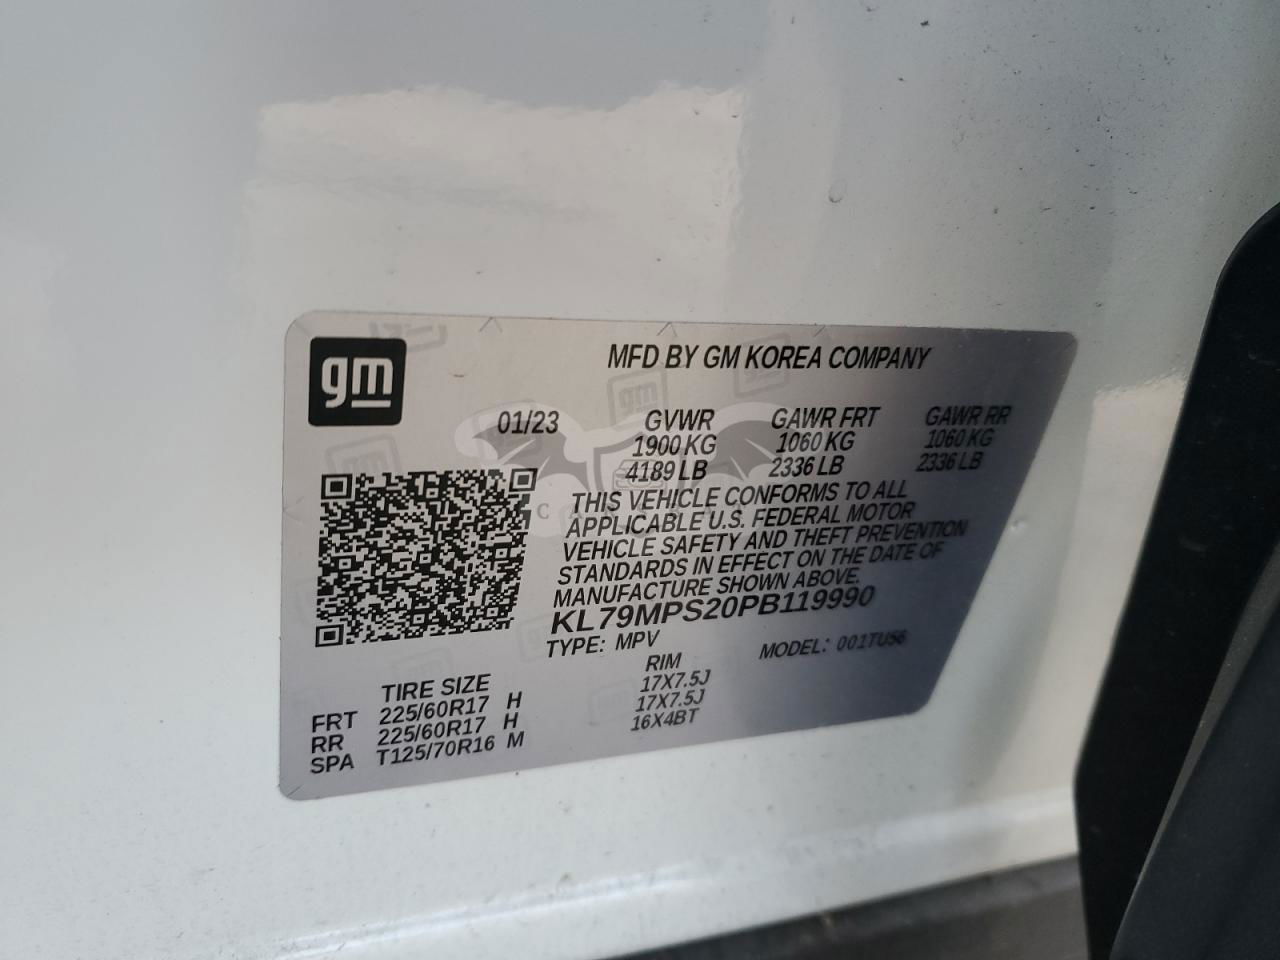 gm
MFD BY GM KOREA COMPANY
01/23 GVWR GAWR FRT GAWR RR
1900 KG 1060 KG 1060 KG
4189 LB 2336 LB 2336 LB
THIS VEHICLE CONFORMS TO ALL
APPLICABLE U.S. FEDERAL MOTOR
VEHICLE SAFETY AND THEFT PREVENTION
STANDARDS IN EFFECT ON THE DATE OF
MANUFACTURE SHOWN ABOVE.
KL79MPS20PB119990
TYPE: MPV MODEL: 001TU56
TIRE SIZE RIM
FRT 225/60R17 H 17X7.5J
RR 225/60R17 H 17X7.5J
SPA T125/70R16 M 16X4BT